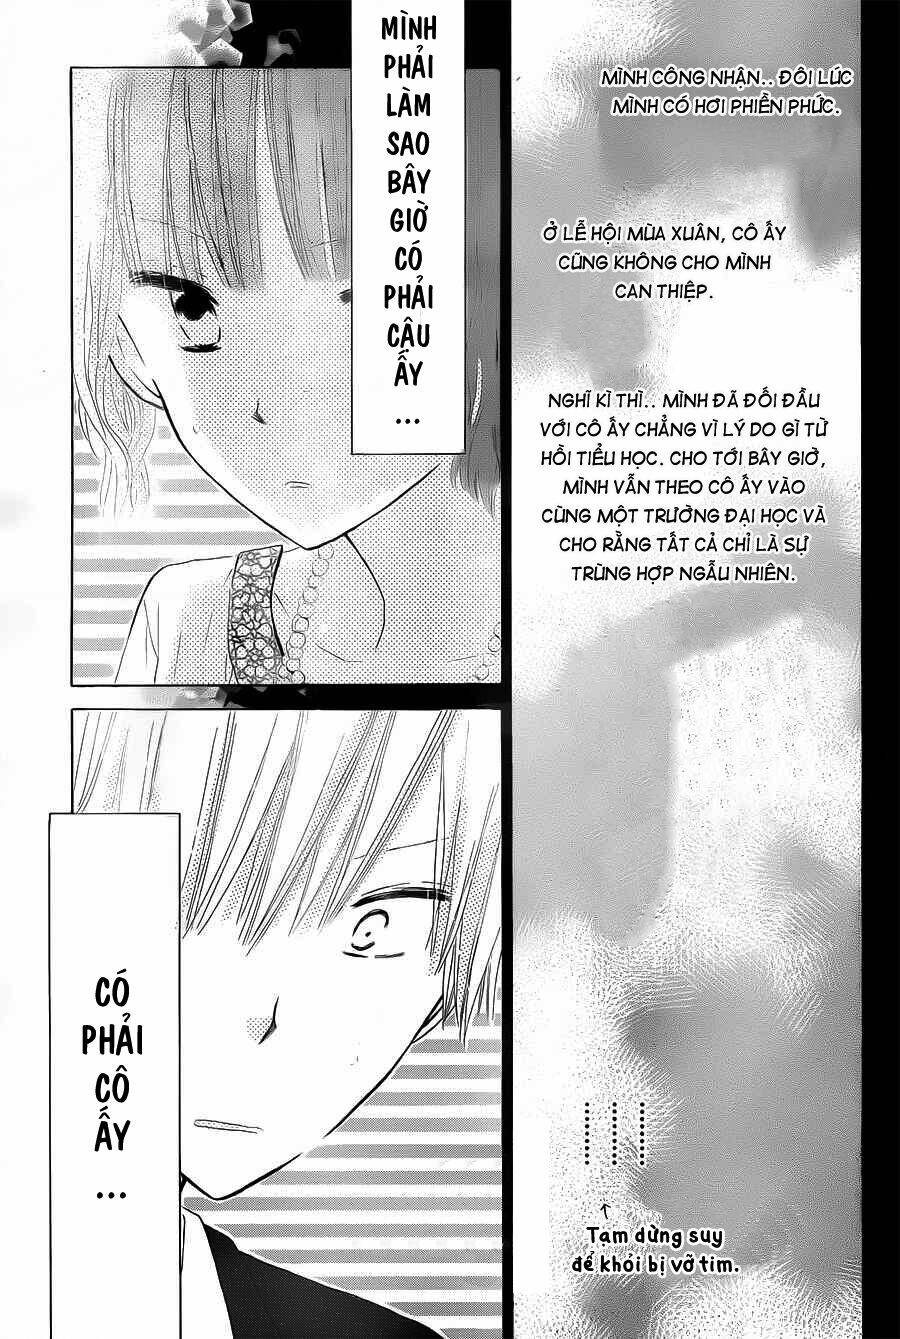 MÌNH CÔNG NHẬN.. ĐÔI LÚC
MÌNH CÓ HƠI PHIỀN PHỨC.
Ở LỄ HỘI MÙA XUÂN, CÔ ẤY
CŨNG KHÔNG CHO MÌNH
CAN THIỆP.
NGHĨ KĨ THÌ.. MÌNH ĐÃ ĐỐI ĐẦU
VỚI CÔ ẤY CHẲNG VÌ LÝ DO GÌ TỪ
HỒI TIỂU HỌC. CHO TỚI BÂY GIỜ,
MÌNH VẪN THEO CÔ ẤY VÀO
CÙNG MỘT TRƯỜNG ĐẠI HỌC VÀ
CHO RẰNG TẤT CẢ CHỈ LÀ SỰ
TRÙNG HỢP NGẪU NHIÊN.
Tạm dừng suy
để khỏi bị vỡ tim.
MÌNH
PHẢI
LÀM
SAO
BÂY
GIỜ
CÓ
PHẢI
CẬU
ẤY
...
CÓ
PHẢI
CÔ
ẤY
...